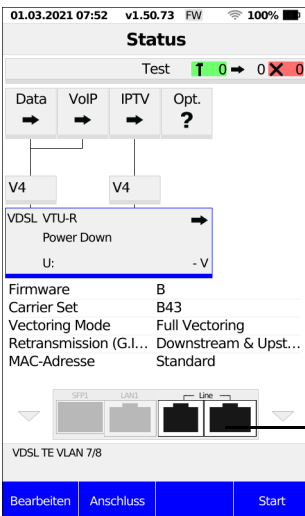 01.03.2021 07:52 v1.50.73 FW 100%
Status
Test 0 0 0
Data VoIP IPTV Opt.
?
V4 V4
VDSL VTU-R
Power Down
U: - V
Firmware B
Carrier Set B43
Vectoring Mode Full Vectoring
Retransmission (G.I... Downstream & Upst...
MAC-Adresse Standard
SFP1 LAN1 Line
VDSL TE VLAN 7/8
Bearbeiten Anschluss Start